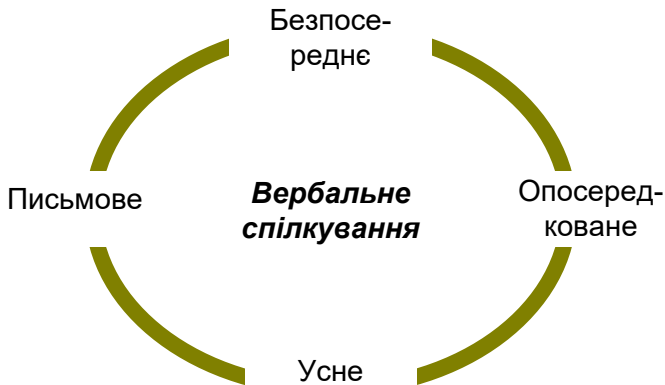 Безпосе-
реднє
Письмове
Вербальне
спілкування
Опосеред-
коване
Усне